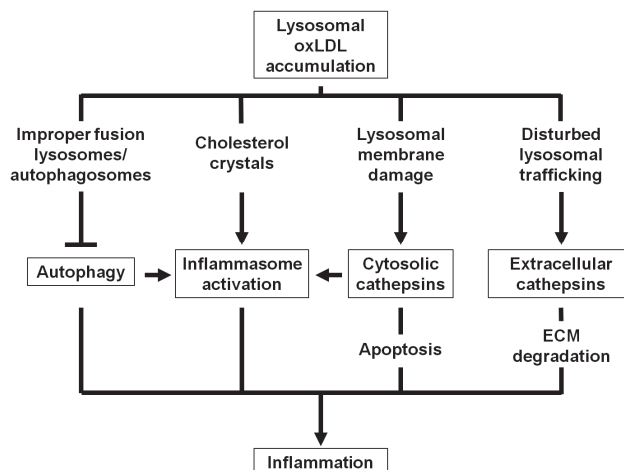 Lysosomal
oxLDL
accumulation
Improper fusion
lysosomes/
autophagosomes
Cholesterol
crystals
Lysosomal
membrane
damage
Disturbed
lysosomal
trafficking
Autophagy
Inflammasome
activation
Cytosolic
cathepsins
Extracellular
cathepsins
Apoptosis
ECM
degradation
Inflammation